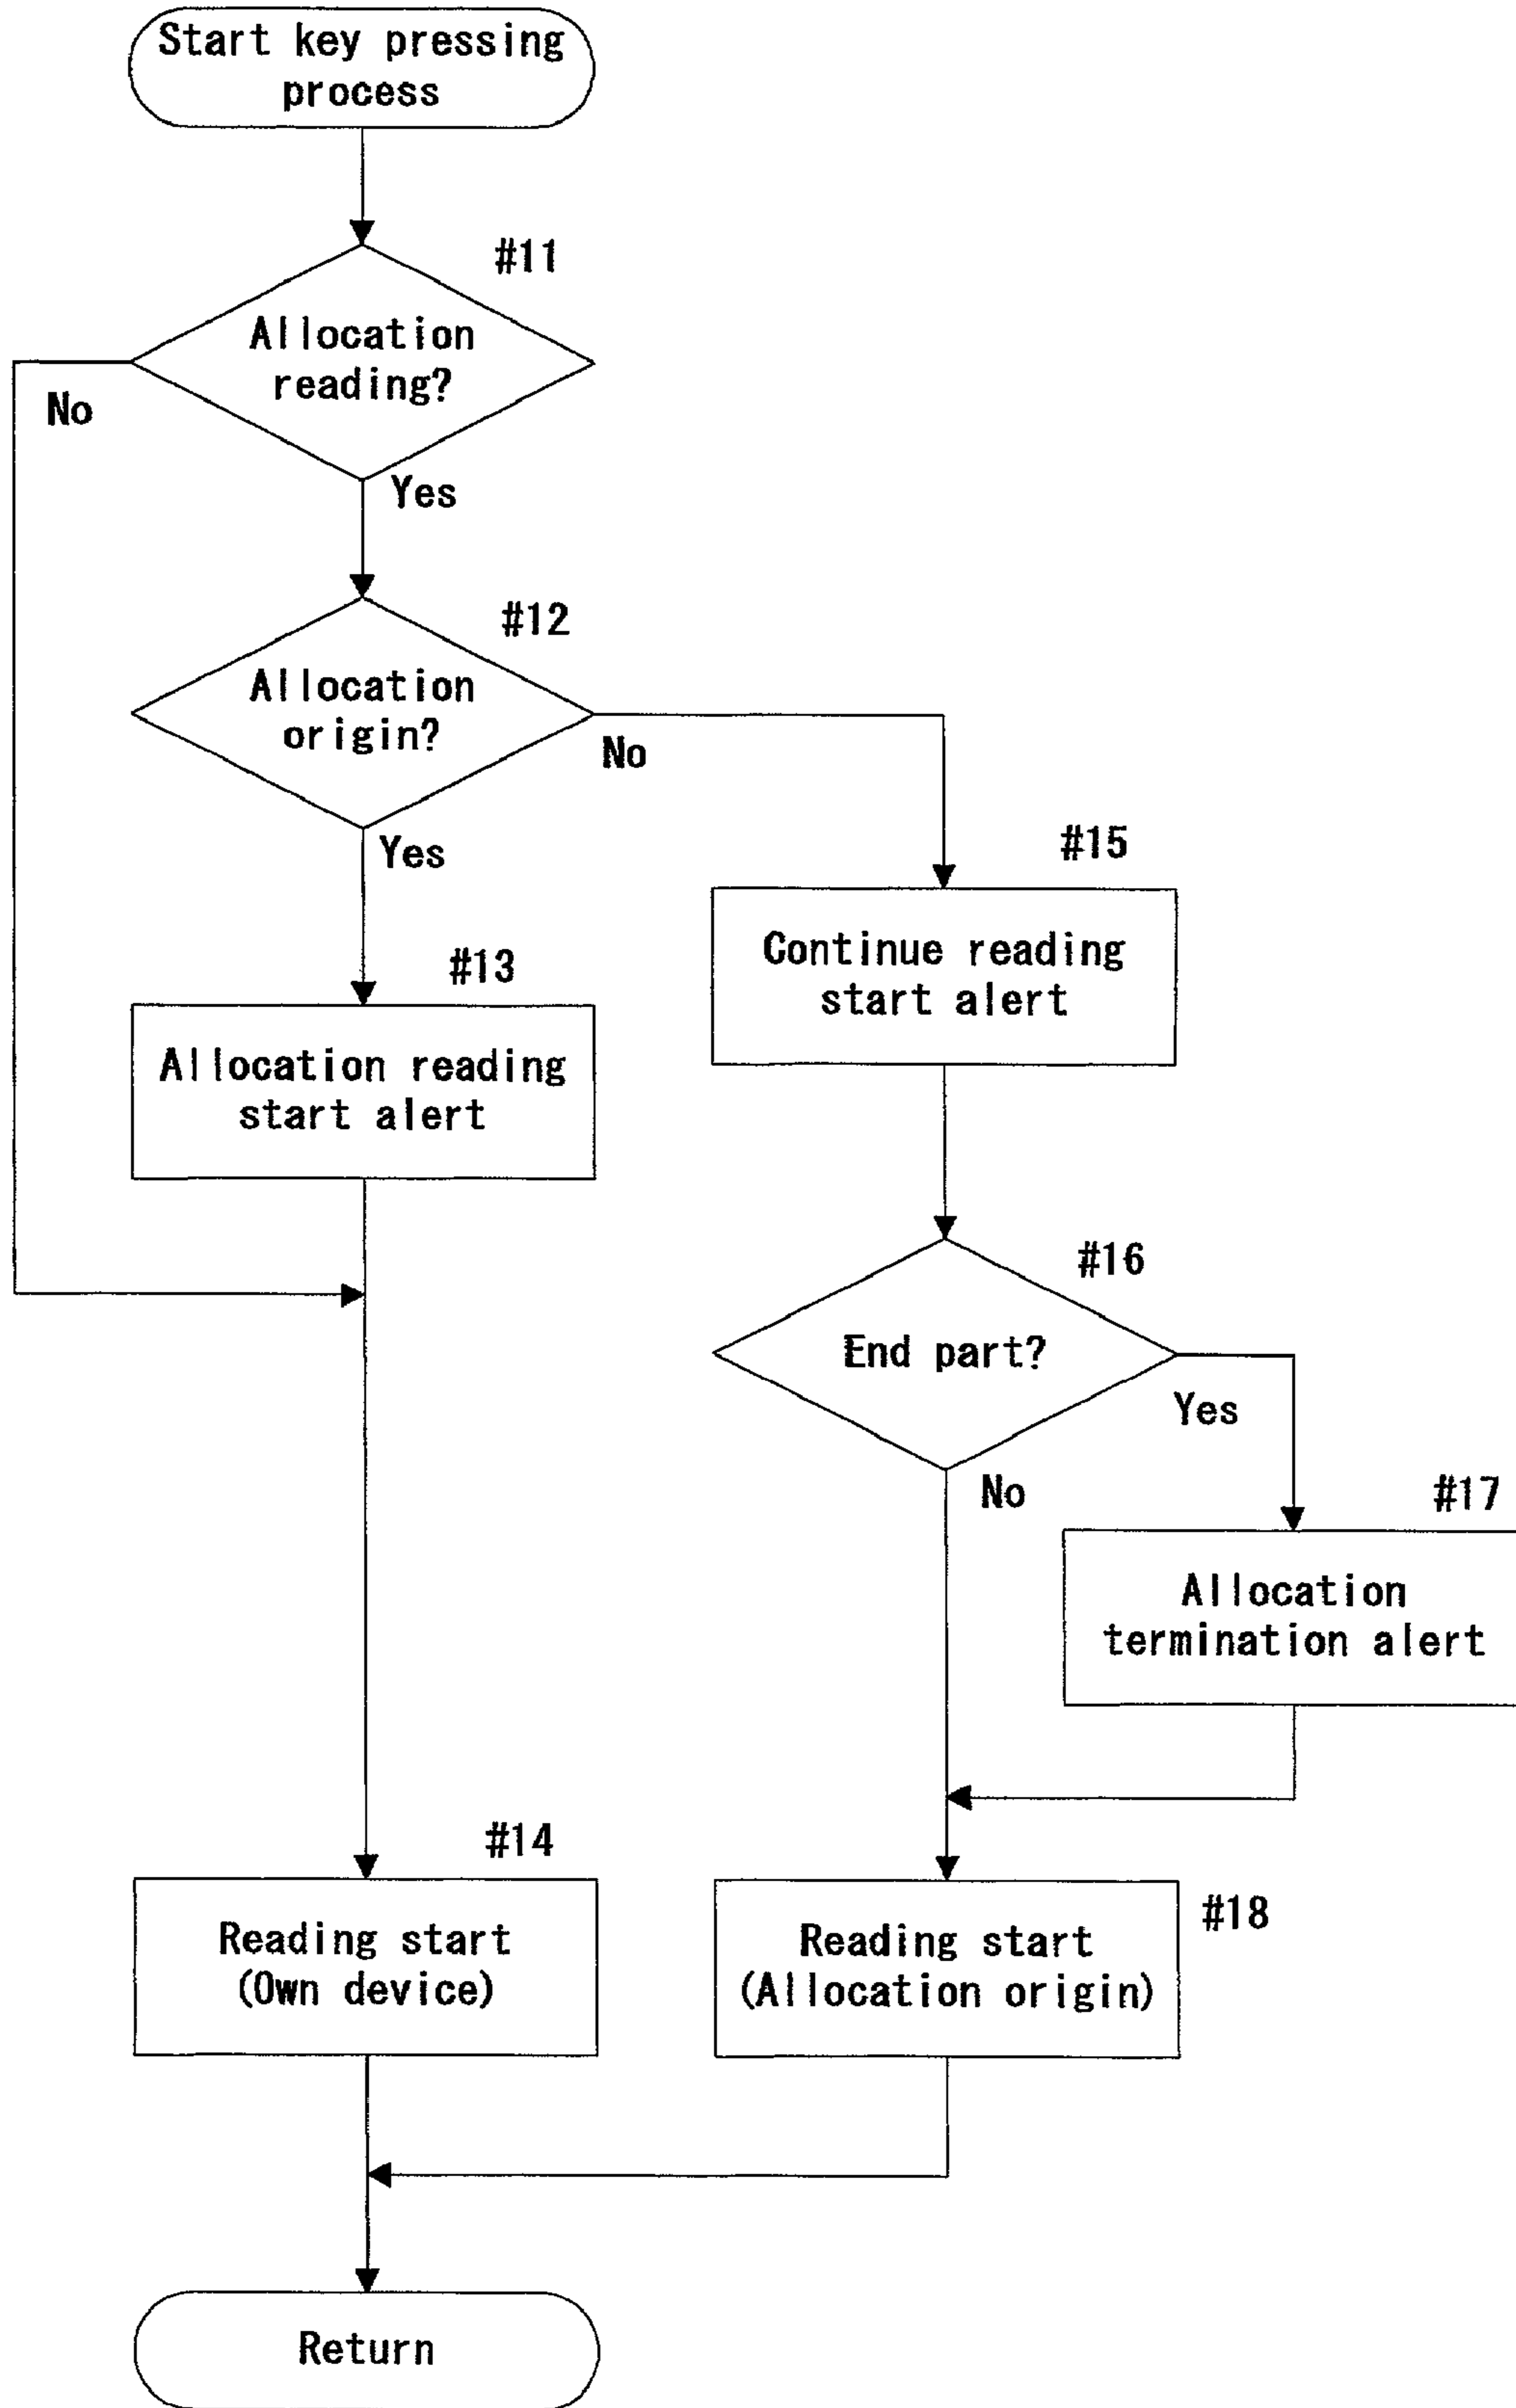 Start key pressing
process
#11
Allocation
reading?
No
Yes
#12
Allocation
origin?
No
Yes
#15
Continue reading
start alert
#13
Allocation reading
start alert
#16
End part?
Yes
No
#17
Allocation
termination alert
#14
Reading start
(Own device)
#18
Reading start
(Allocation origin)
Return